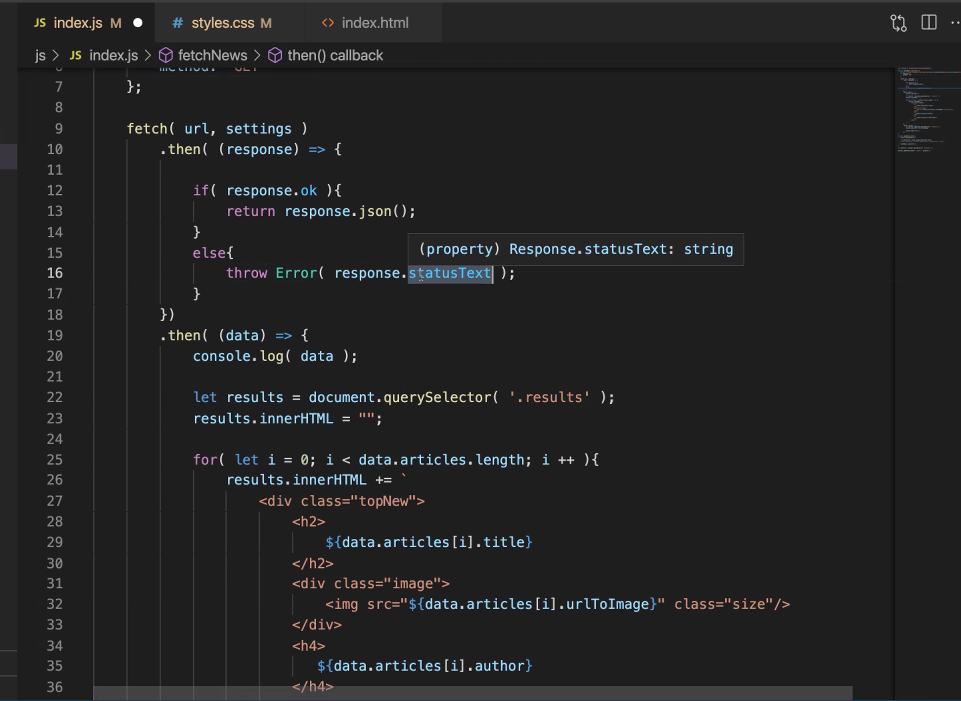 JS index.js M
# styles.css M
<> index.html
js > JS index.js > fetchNews > then() callback
6 method: "GET"
7 };
8
9 fetch( url, settings )
10 .then( (response) => {
11
12 if( response.ok ){
13 return response.json();
14 }
15 else{
(property) Response.statusText: string
16 throw Error( response.statusText );
17 }
18 })
19 .then( (data) => {
20 console.log( data );
21
22 let results = document.querySelector( '.results' );
23 results.innerHTML = "";
24
25 for( let i = 0; i < data.articles.length; i ++ ){
26 results.innerHTML += `
27 <div class="topNew">
28 <h2>
29 ${data.articles[i].title}
30 </h2>
31 <div class="image">
32 <img src="${data.articles[i].urlToImage}" class="size"/>
33 </div>
34 <h4>
35 ${data.articles[i].author}
36 </h4>